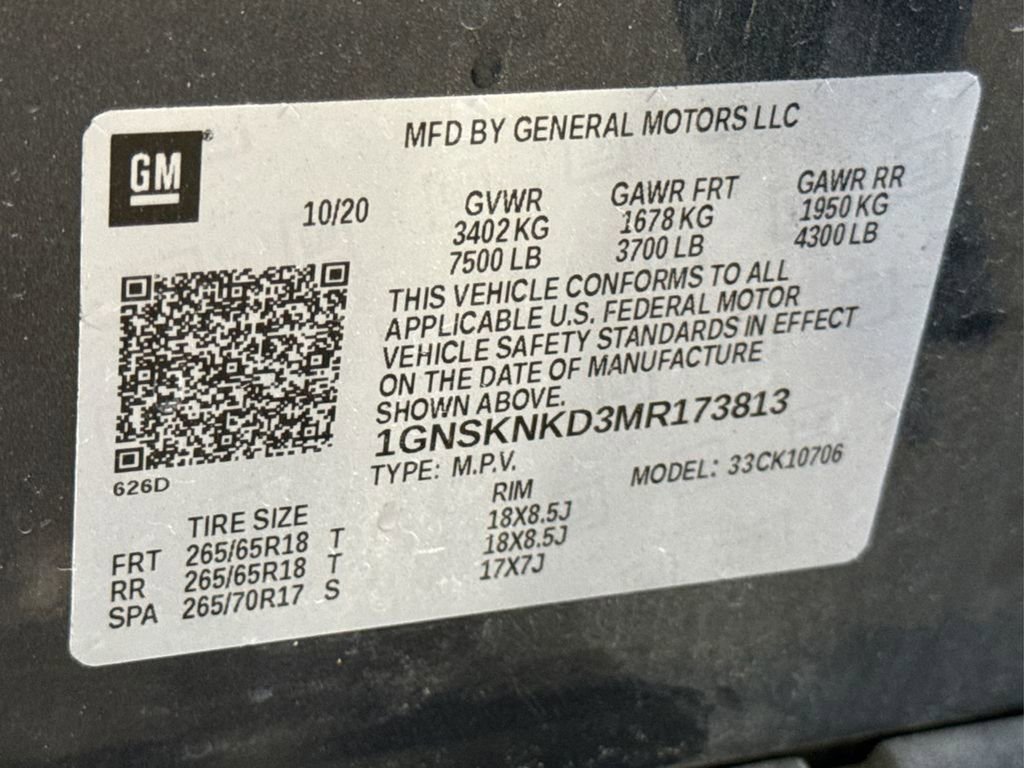 GM®
MFD BY GENERAL MOTORS LLC
10/20
GVWR
3402 KG
7500 LB
GAWR FRT
1678 KG
3700 LB
GAWR RR
1950 KG
4300 LB
THIS VEHICLE CONFORMS TO ALL
APPLICABLE U.S. FEDERAL MOTOR
VEHICLE SAFETY STANDARDS IN EFFECT
ON THE DATE OF MANUFACTURE
SHOWN ABOVE.
1GNSKNKD3MR173813
TYPE: M.P.V.
MODEL: 33CK10706
626D
TIRE SIZE RIM
FRT 265/65R18 T 18X8.5J
RR 265/65R18 T 18X8.5J
SPA 265/70R17 S 17X7J